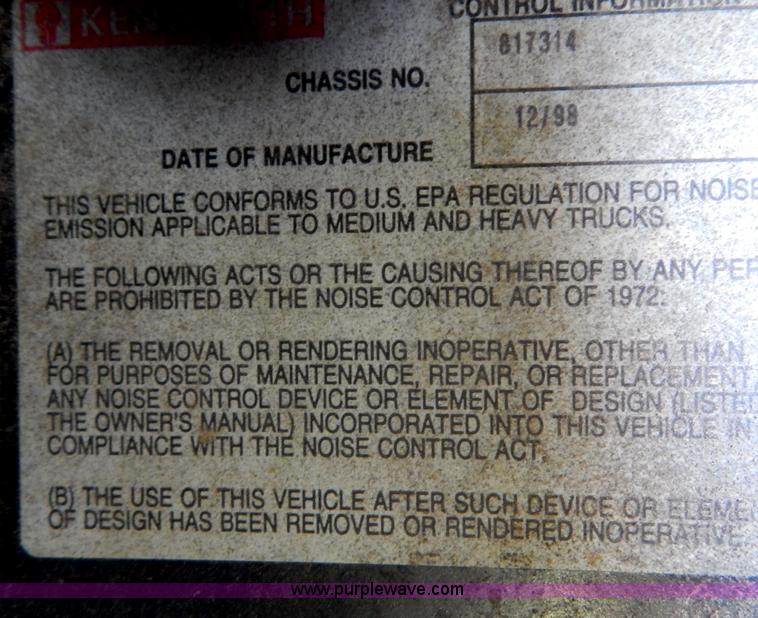 CONTROL INFORMATION
817314
CHASSIS NO.
12/98
DATE OF MANUFACTURE
THIS VEHICLE CONFORMS TO U.S. EPA REGULATION FOR NOISE
EMISSION APPLICABLE TO MEDIUM AND HEAVY TRUCKS.
THE FOLLOWING ACTS OR THE CAUSING THEREOF BY ANY PER
ARE PROHIBITED BY THE NOISE CONTROL ACT OF 1972:
(A) THE REMOVAL OR RENDERING INOPERATIVE, OTHER THAN
FOR PURPOSES OF MAINTENANCE, REPAIR, OR REPLACEMENT,
ANY NOISE CONTROL DEVICE OR ELEMENT OF DESIGN (LISTED
THE OWNER'S MANUAL) INCORPORATED INTO THIS VEHICLE IN
COMPLIANCE WITH THE NOISE CONTROL ACT,
(B) THE USE OF THIS VEHICLE AFTER SUCH DEVICE OR ELEME
OF DESIGN HAS BEEN REMOVED OR RENDERED INOPERATIVE.
www.purplewave.com